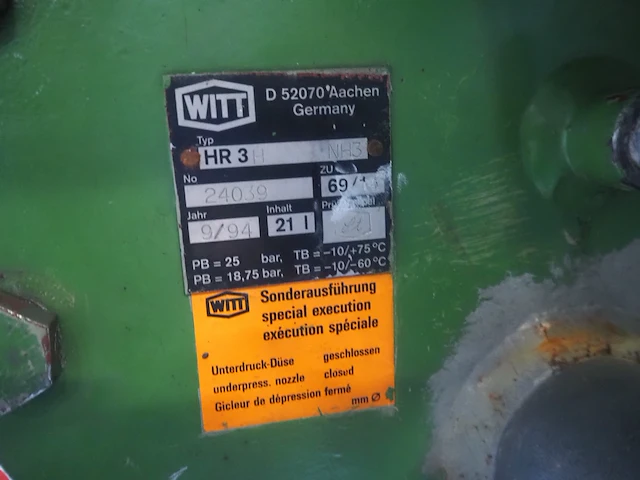 WITT
D 52070 Aachen
Germany
Typ
HR 3H NH3
No ZU
24039 69/
Jahr Inhalt
9/94 21 l
PB = 25 bar, TB = -10/+75°C
PB = 18,75 bar, TB = -10/-60°C
WITT
Sonderausführung
special execution
exécution spéciale
Unterdruck-Düse geschlossen
underpress. nozzle closud
Gicleur de dépression fermé
mm Ø